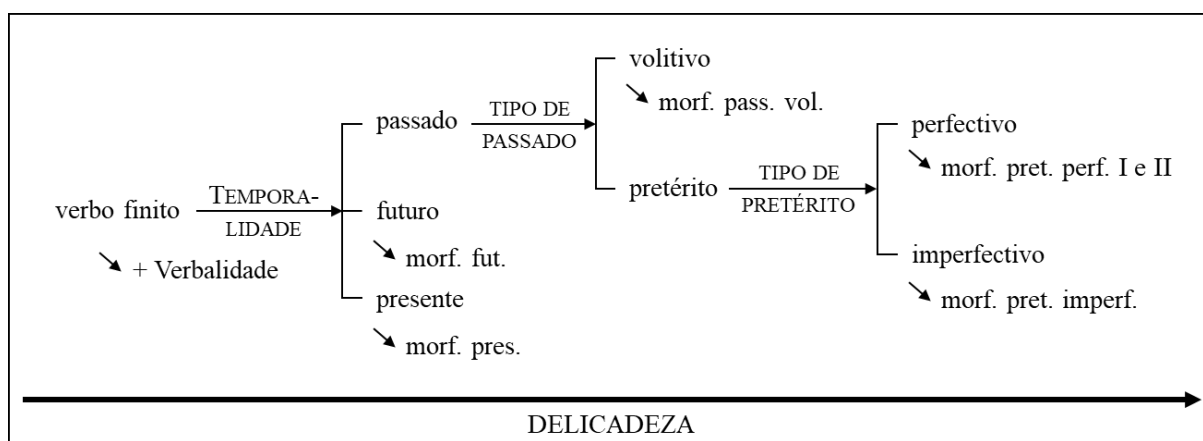 volitivo
morf. pass. vol.
passado
TIPO DE
PASSADO
perfectivo
morf. pret. perf. I e II
pretérito
TIPO DE
PRETÉRITO
verbo finito
TEMPORA-
LIDADE
+ Verbalidade
futuro
morf. fut.
imperfectivo
morf. pret. imperf.
presente
morf. pres.
DELICADEZA